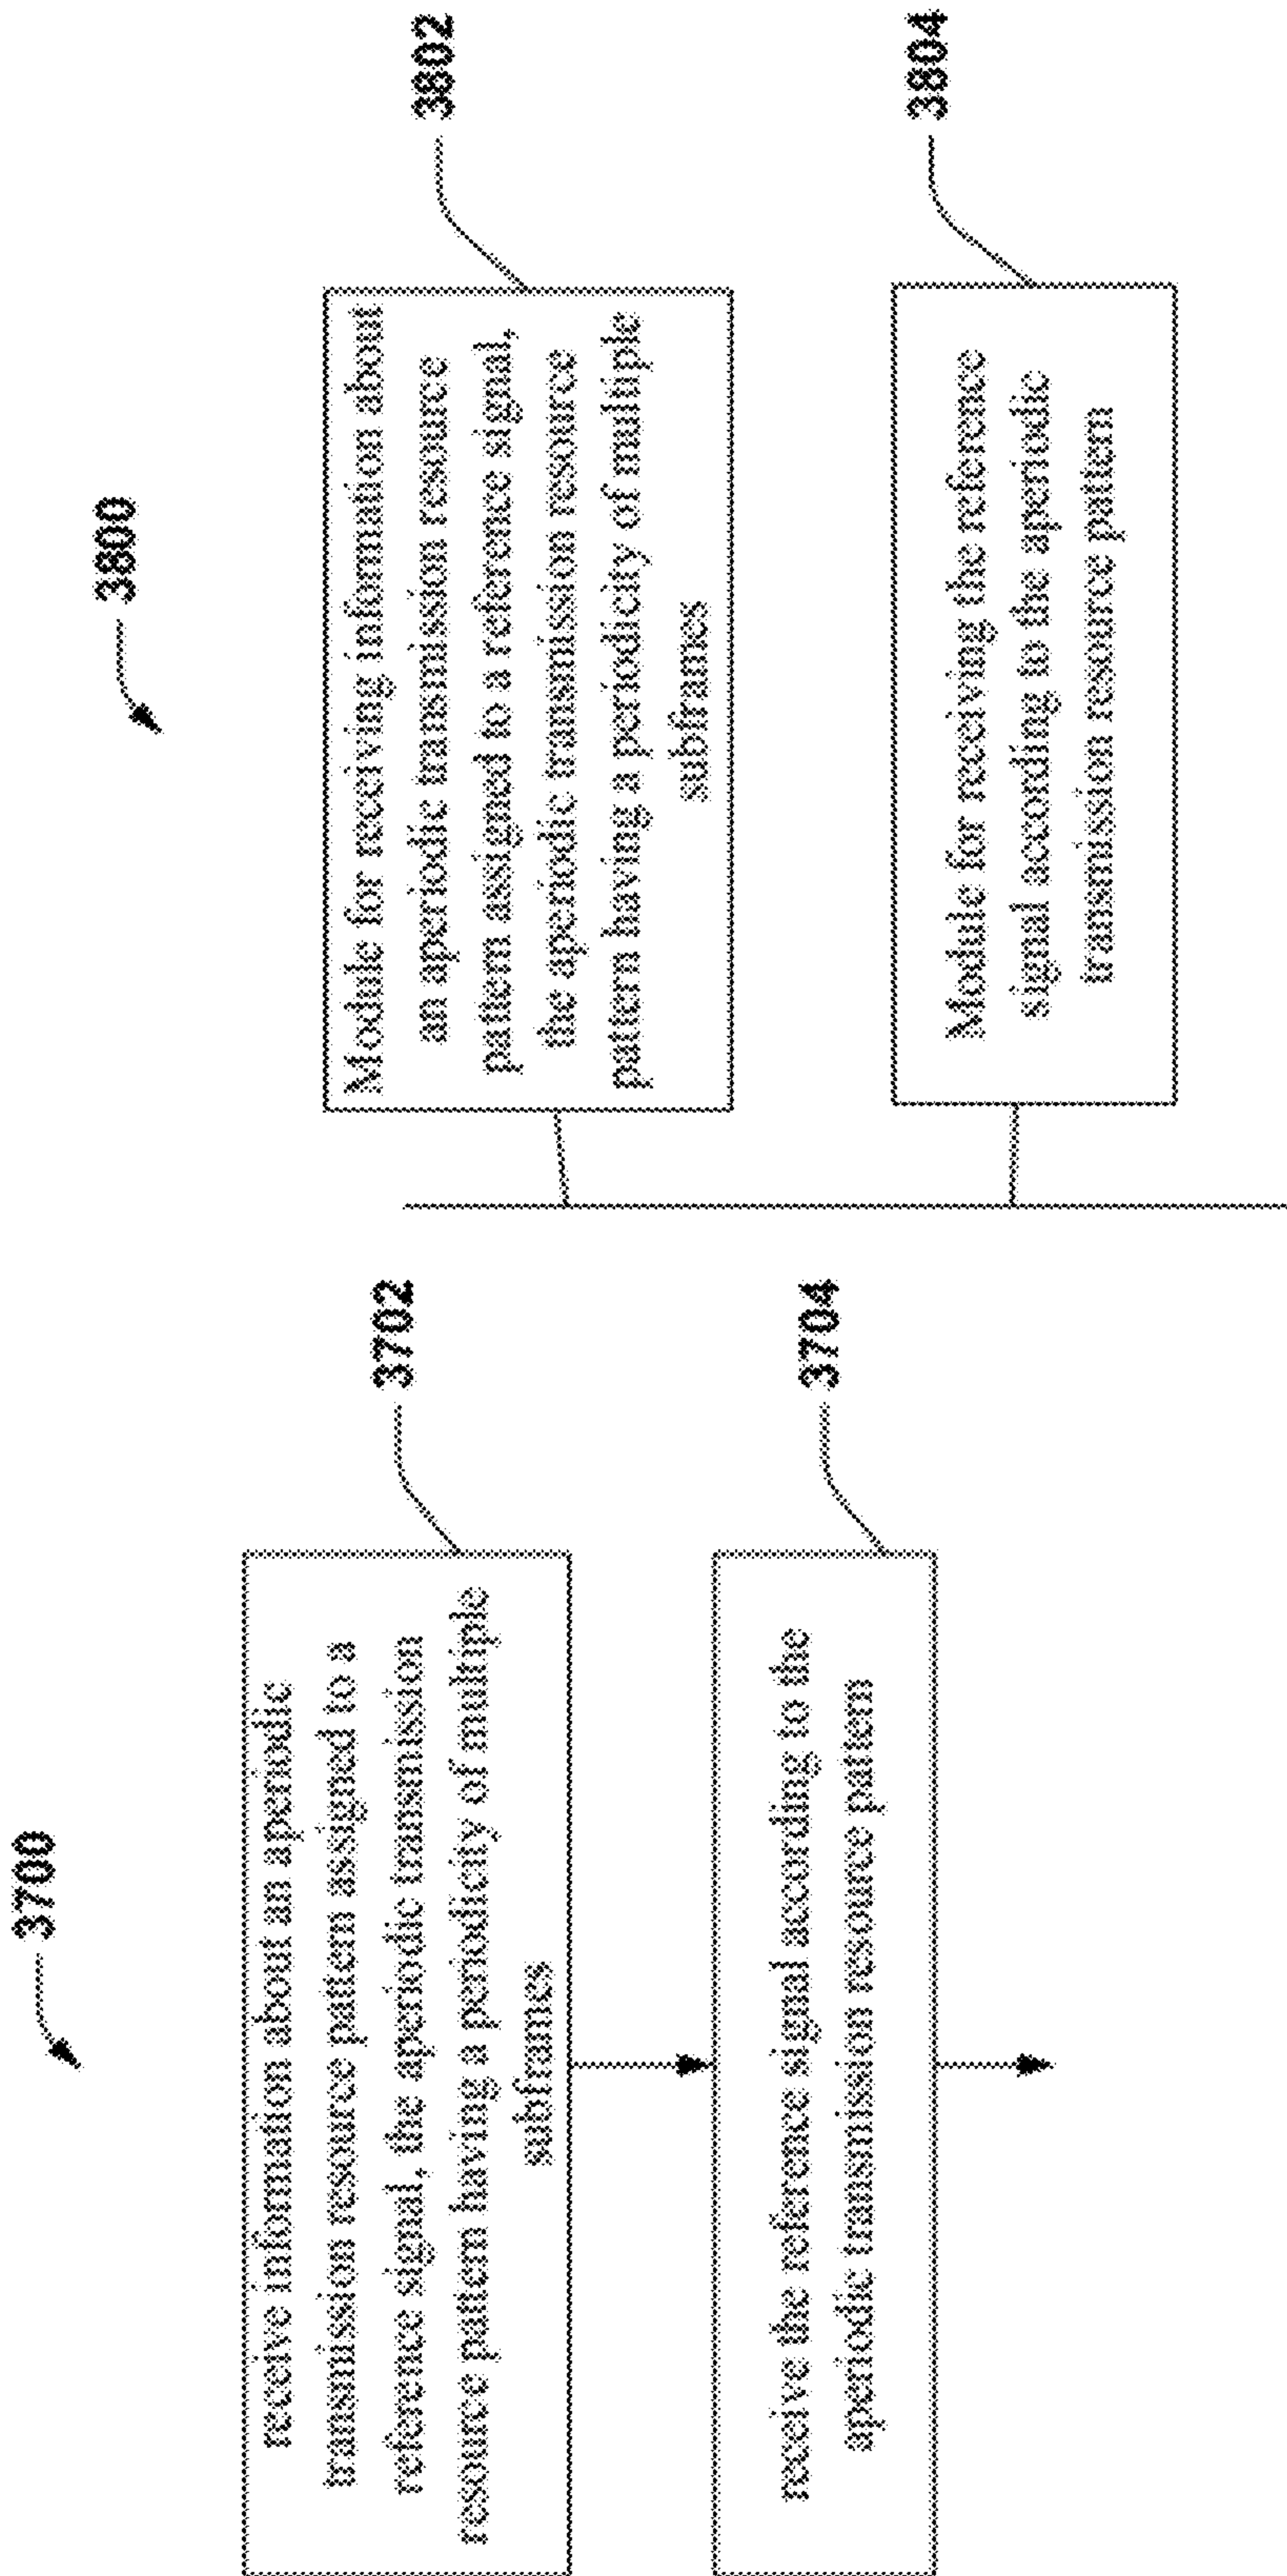 3700
receive information about an aperiodic
transmission resource pattern assigned to a
reference signal, the aperiodic transmission
resource pattern having a periodicity of multiple
subframes
3702
receive the reference signal according to the
aperiodic transmission resource pattern
3704
3800
Module for receiving information about
an aperiodic transmission resource
pattern assigned to a reference signal,
the aperiodic transmission resource
pattern having a periodicity of multiple
subframes
3802
Module for receiving the reference
signal according to the aperiodic
transmission resource pattern
3804